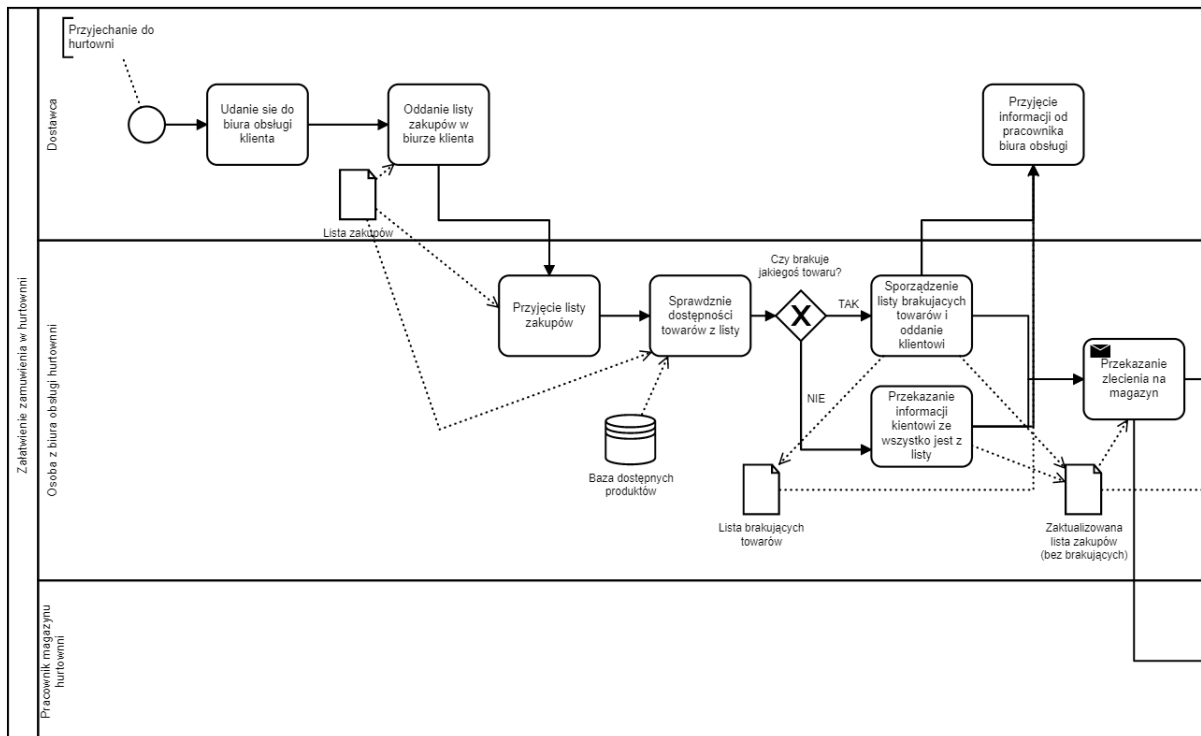 Załatwienie zamuwienia w hurtownni
Dostawca
Przyjechanie do
hurtowni
Udanie sie do
biura obsługi
klienta
Oddanie listy
zakupów w
biurze klienta
Lista zakupów
Przyjęcie
informacji od
pracownika
biura obsługi
Osoba z biura obsługi hurtownni
Przyjęcie listy
zakupów
Sprawdznie
dostępności
towarów z listy
Baza dostępnych
produktów
Czy brakuje
jakiegoś towaru?
TAK
NIE
Sporządzenie
listy brakujacych
towarów i
oddanie
klientowi
Przekazanie
informacji
kientowi ze
wszystko jest z
listy
Lista brakujących
towarów
Zaktualizowana
lista zakupów
(bez brakujących)
Przekazanie
zlecenia na
magazyn
Pracownik magazynu
hurtownni